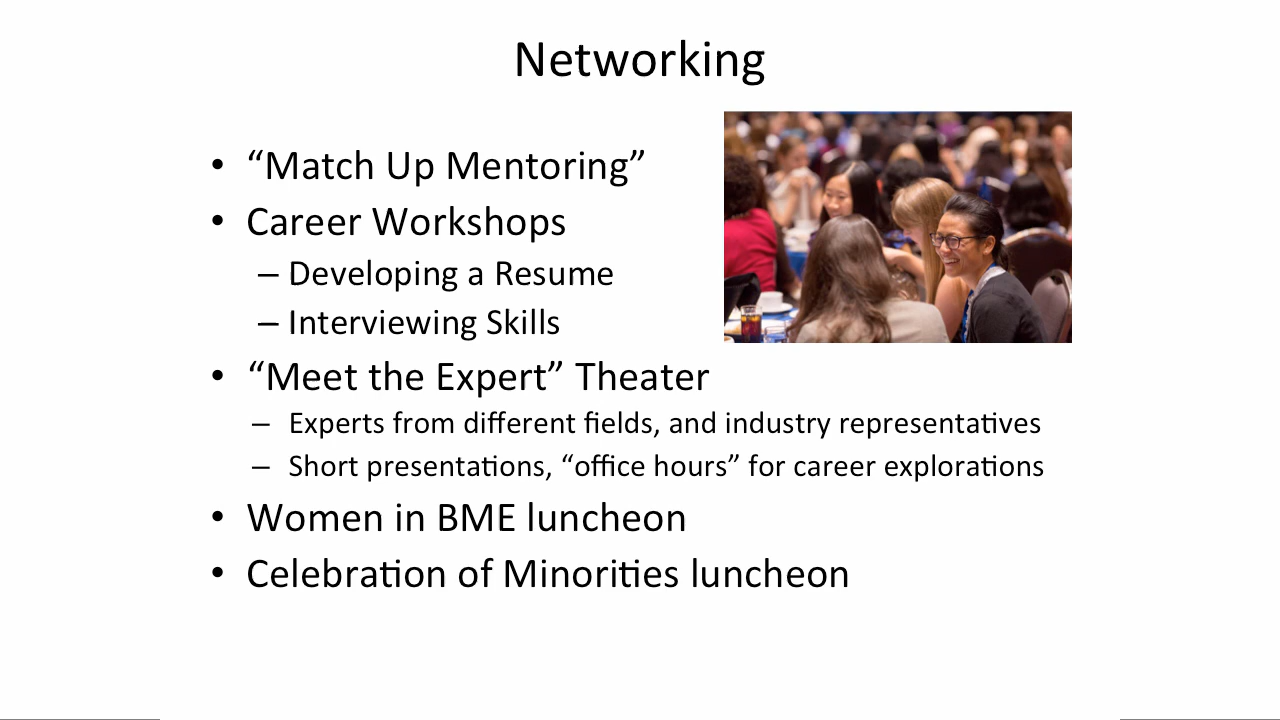 Networking
• “Match Up Mentoring”
• Career Workshops
– Developing a Resume
– Interviewing Skills
• “Meet the Expert” Theater
– Experts from different fields, and industry representatives
– Short presentations, “office hours” for career explorations
• Women in BME luncheon
• Celebration of Minorities luncheon